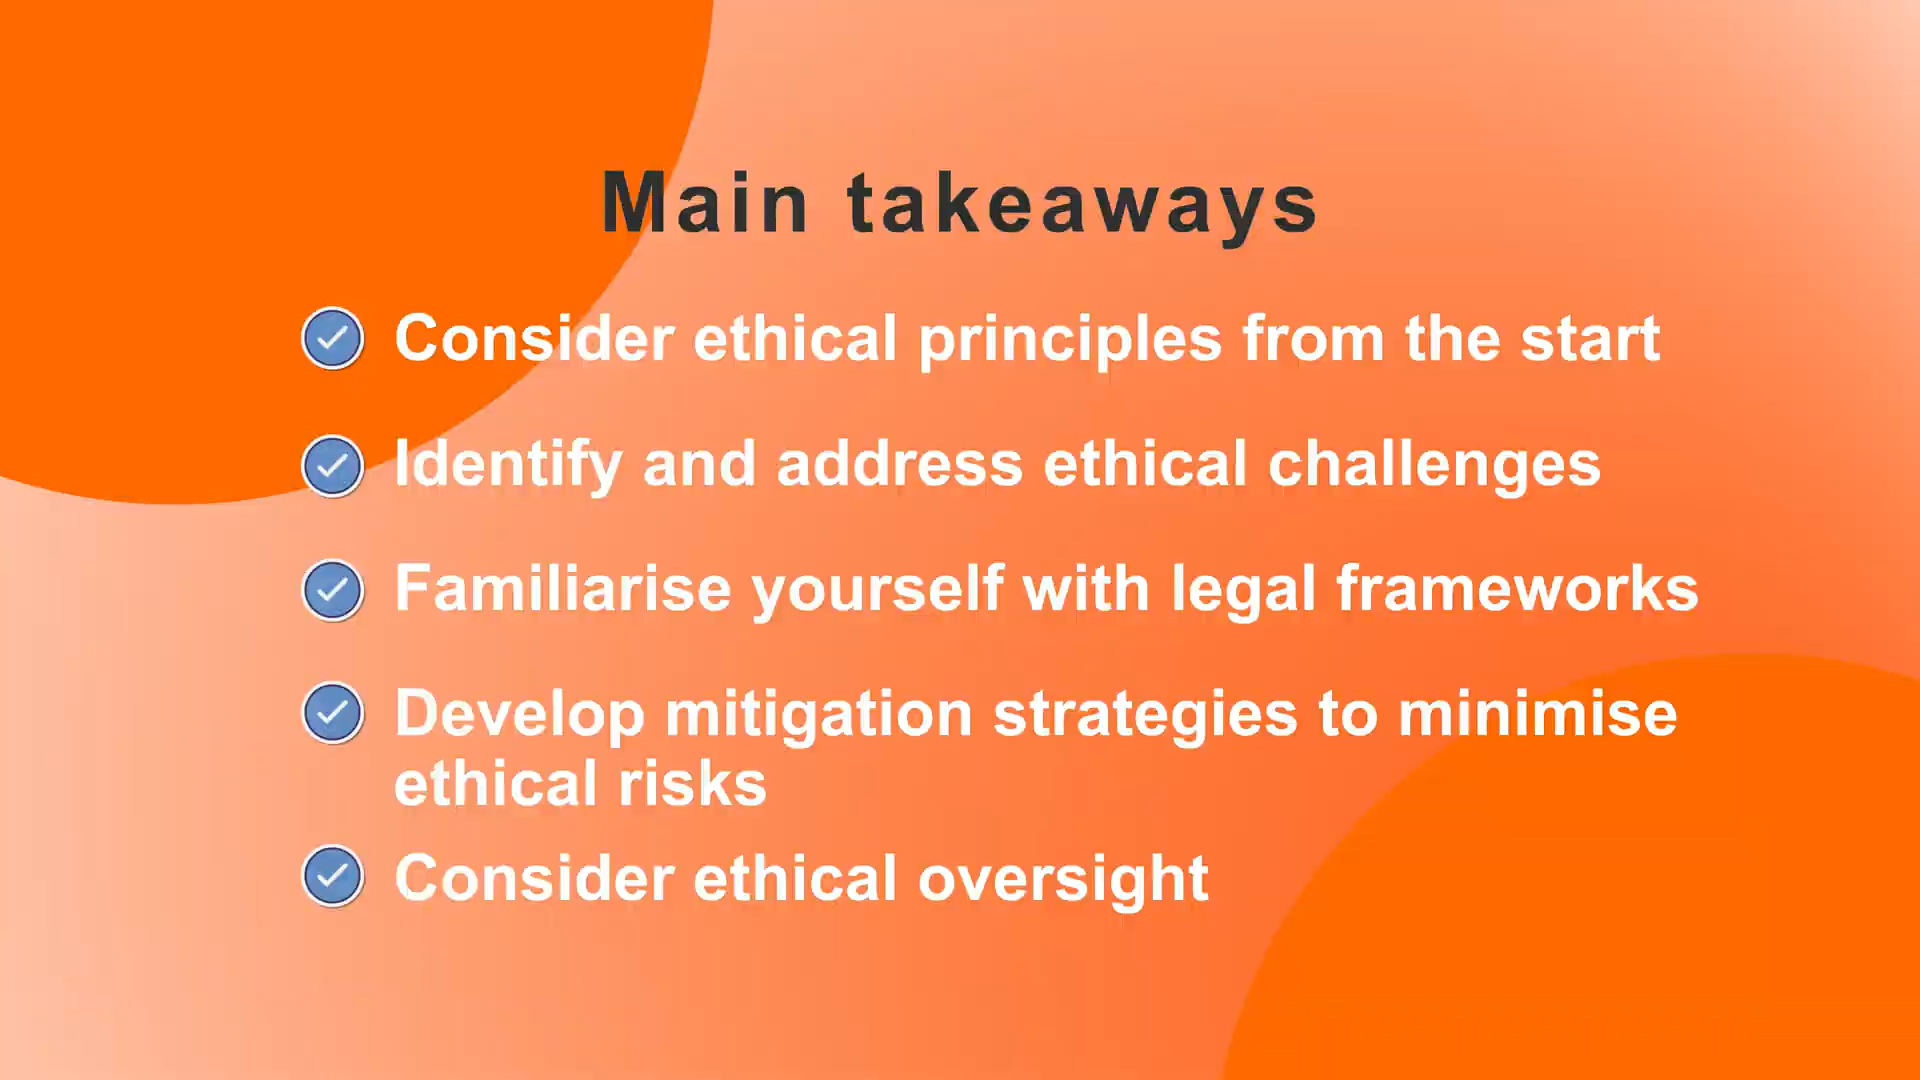 Main takeaways
Consider ethical principles from the start
Identify and address ethical challenges
Familiarise yourself with legal frameworks
Develop mitigation strategies to minimise
ethical risks
Consider ethical oversight